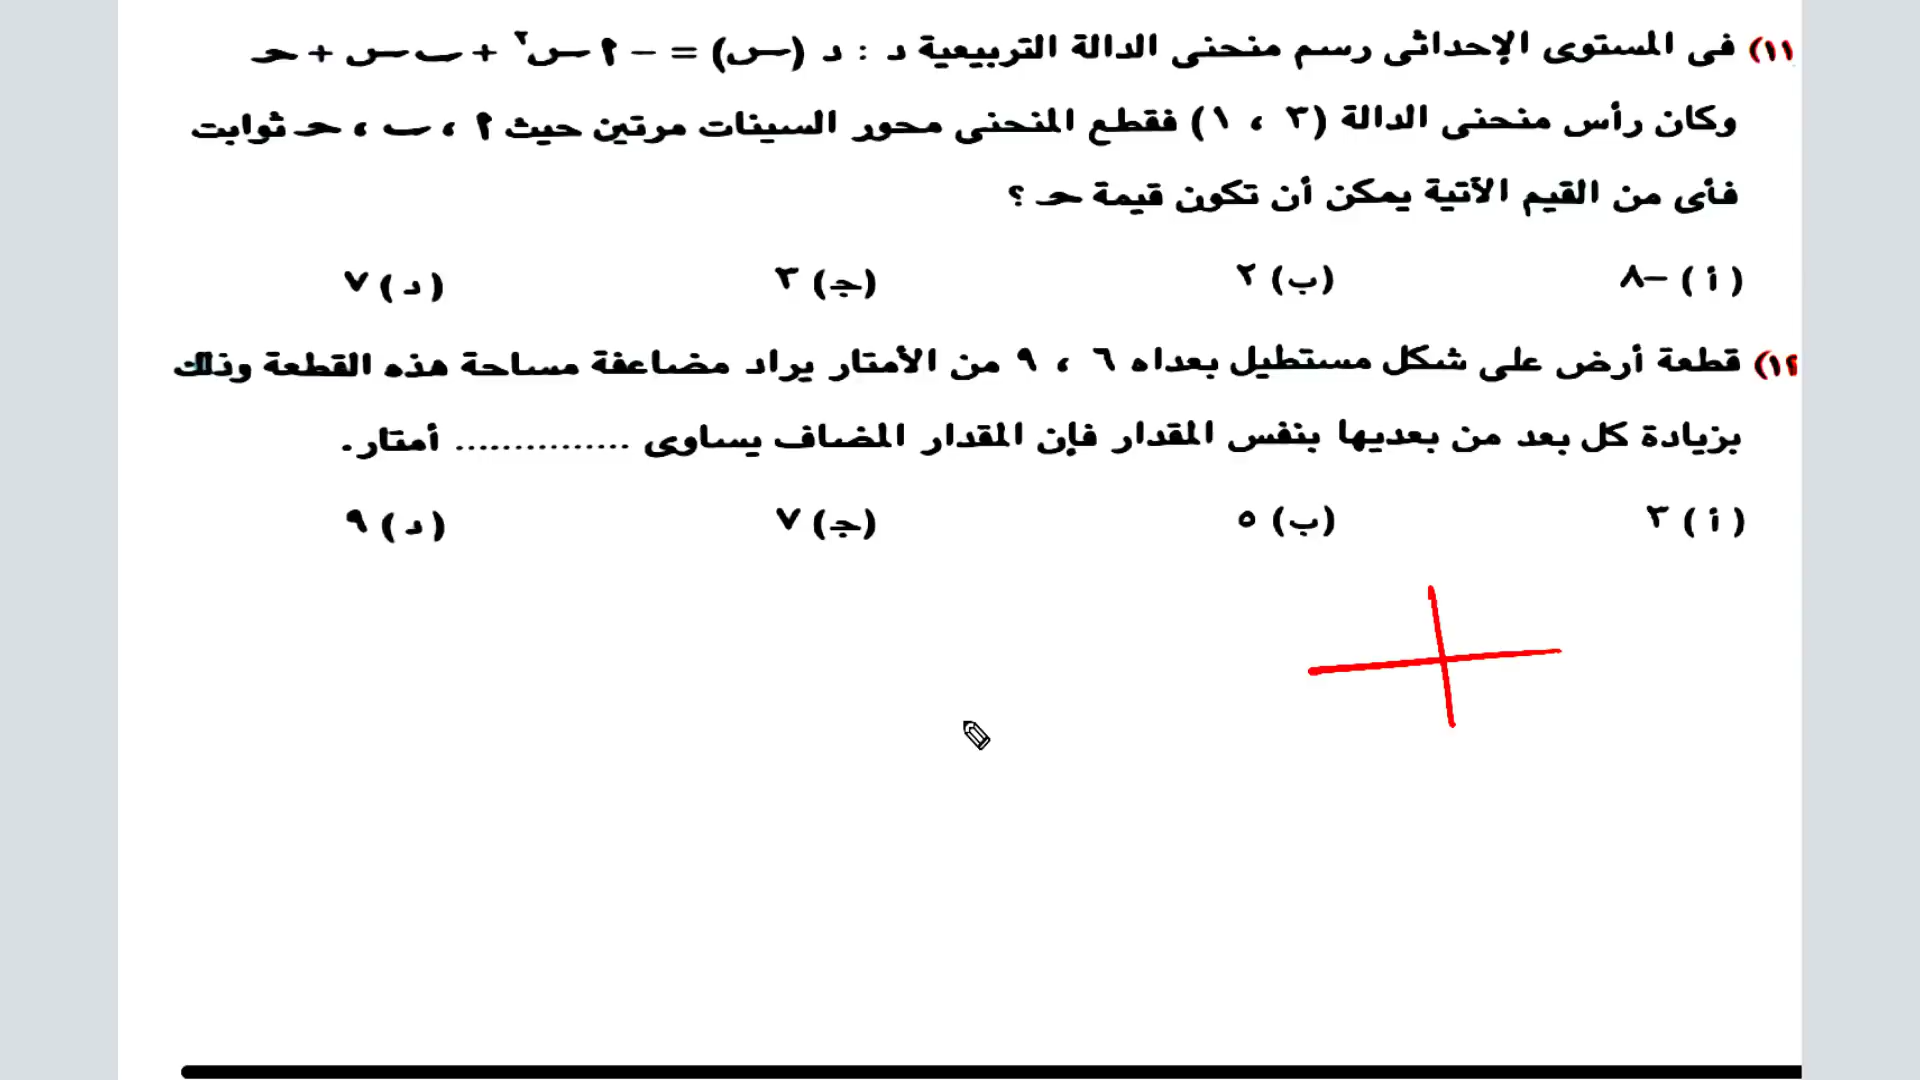 ١١) فى المستوى الإحداثى رسم منحنى الدالة التربيعية د : د (س) = − ٢ س٢ + ب س + حـ
وكان رأس منحنى الدالة (٣ ، ١) فقطع المنحنى محور السينات مرتين حيث ٢ ، ب ، حـ ثوابت
فأى من القيم الآتية يمكن أن تكون قيمة حـ ؟
(أ) −٨ (ب) ٢ (جـ) ٣ (د) ٧
١٢) قطعة أرض على شكل مستطيل بعداه ٦ ، ٩ من الأمتار يراد مضاعفة مساحة هذه القطعة وذلك
بزيادة كل بعد من بعديها بنفس المقدار فإن المقدار المضاف يساوى ............... أمتار.
(أ) ٣ (ب) ٥ (جـ) ٧ (د) ٩